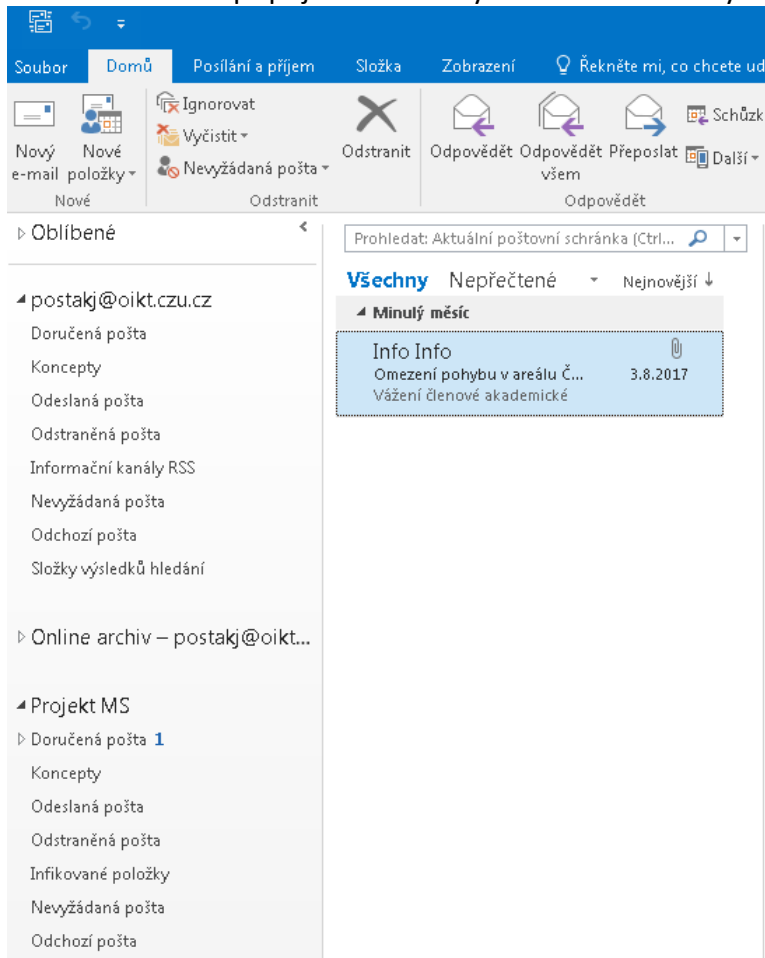 Soubor Domů Posílání a příjem Složka Zobrazení Řekněte mi, co chcete ud
Nový e-mail
Nové položky
Ignorovat
Vyčistit
Nevyžádaná pošta
Odstranit
Odpovědět
Odpovědět všem
Přeposlat
Schůzk
Další
Nové Odstranit Odpovědět
Oblíbené
postakj@oikt.czu.cz
Doručená pošta
Koncepty
Odeslaná pošta
Odstraněná pošta
Informační kanály RSS
Nevyžádaná pošta
Odchozí pošta
Složky výsledků hledání
Online archiv – postakj@oikt...
Projekt MS
Doručená pošta 1
Koncepty
Odeslaná pošta
Odstraněná pošta
Infikované položky
Nevyžádaná pošta
Odchozí pošta
Prohledat: Aktuální poštovní schránka (Ctrl...
Všechny Nepřečtené Nejnovější ↓
Minulý měsíc
Info Info
Omezení pohybu v areálu Č... 3.8.2017
Vážení členové akademické